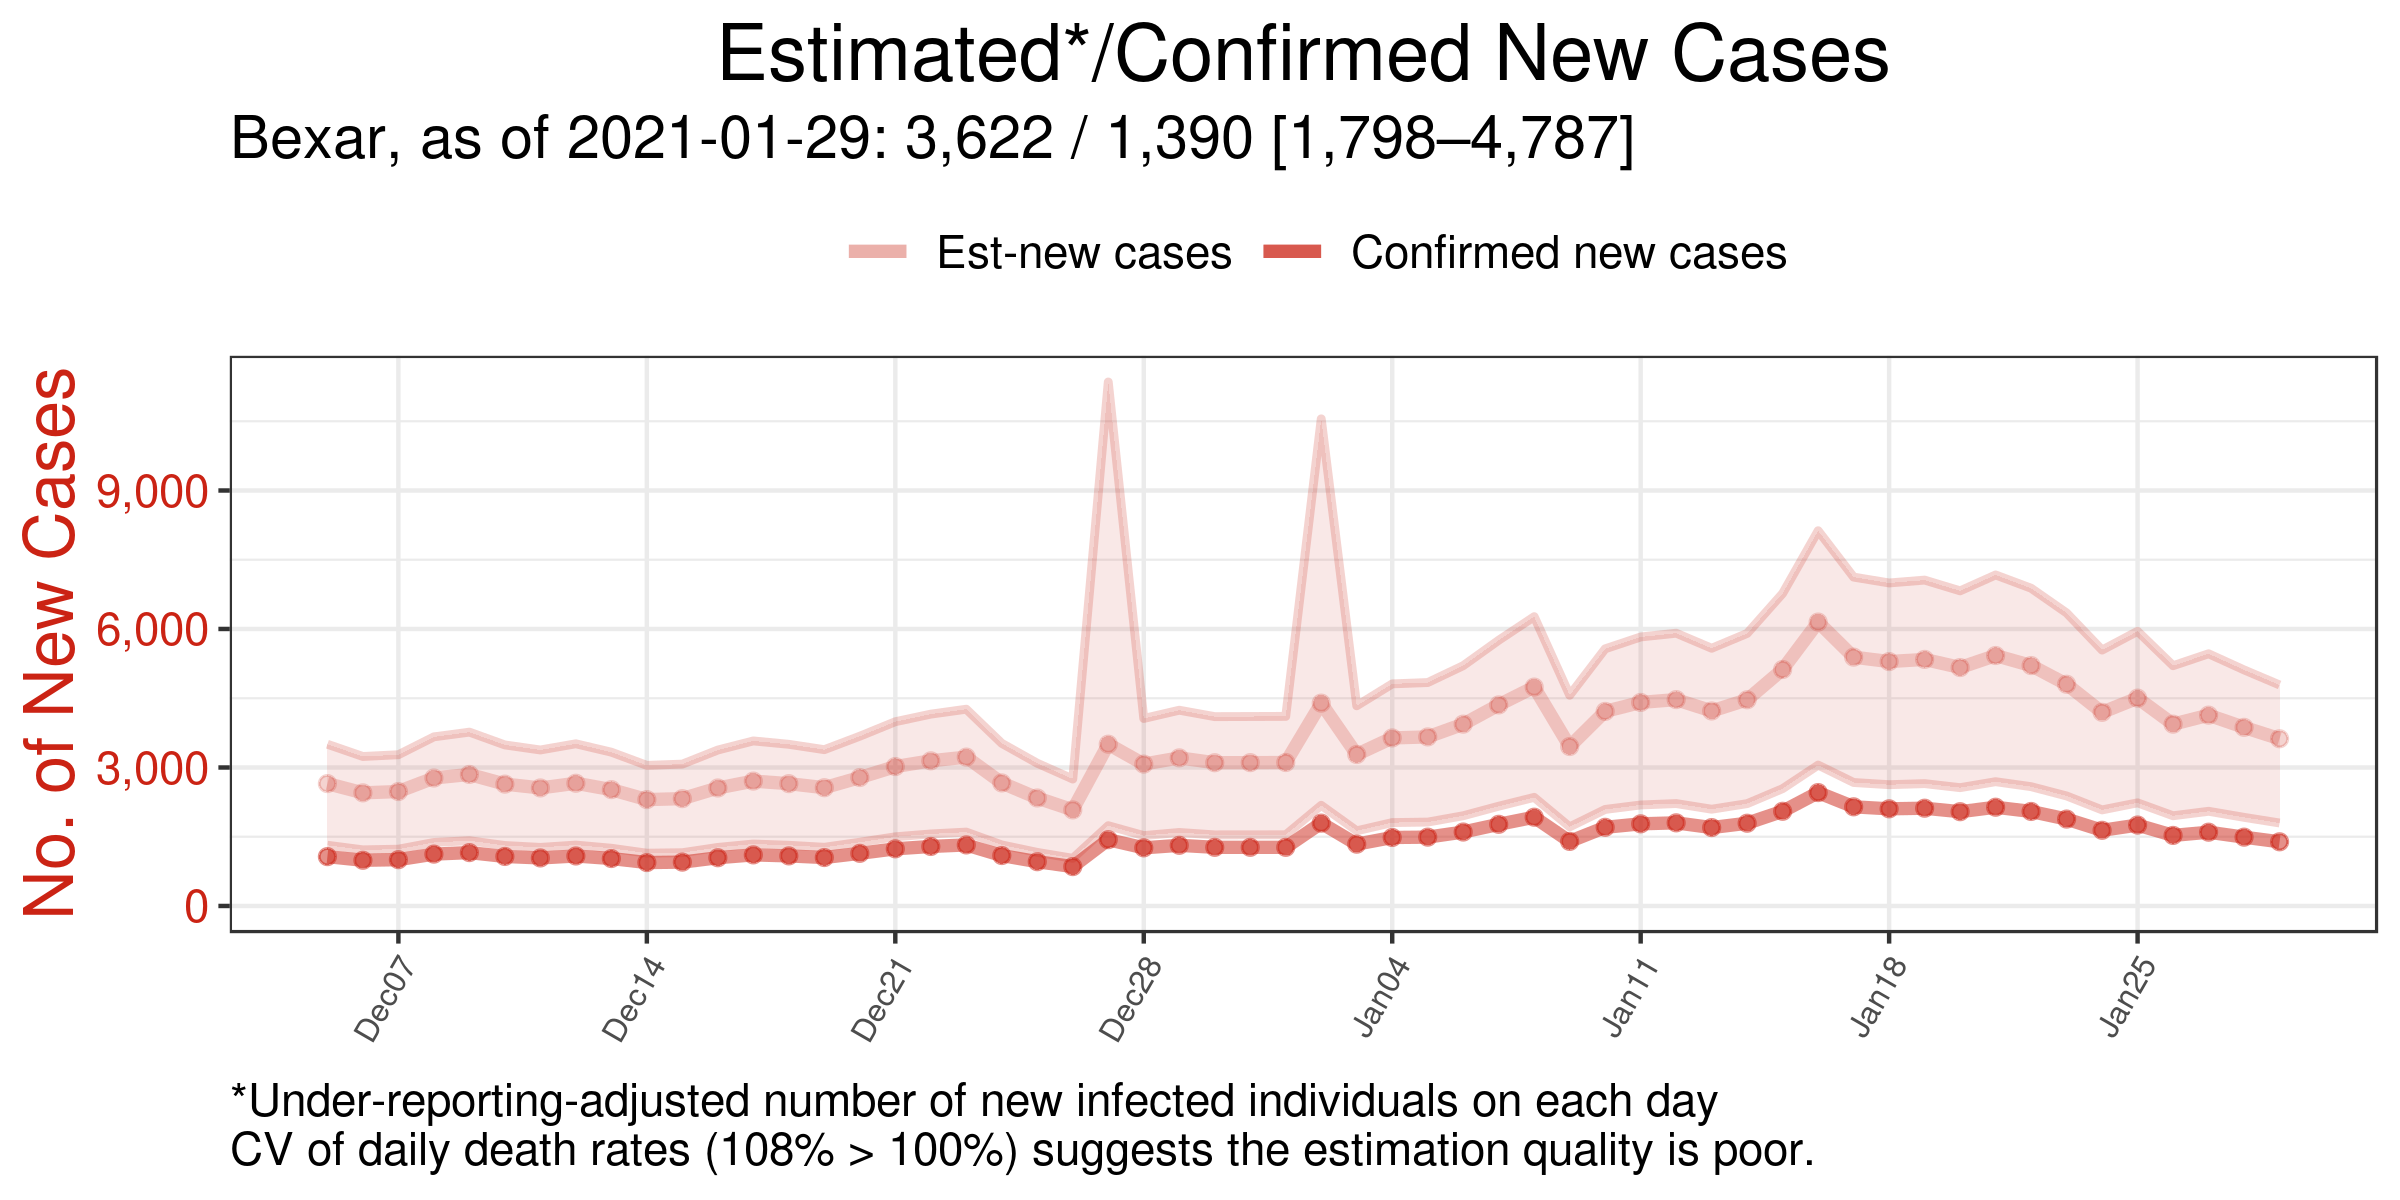 Estimated*/Confirmed New Cases
Bexar, as of 2021-01-29: 3,622 / 1,390 [1,798–4,787]
Est-new cases Confirmed new cases
No. of New Cases
9,000
6,000
3,000
0
Dec07 Dec14 Dec21 Dec28 Jan04 Jan11 Jan18 Jan25
*Under-reporting-adjusted number of new infected individuals on each day
CV of daily death rates (108% > 100%) suggests the estimation quality is poor.